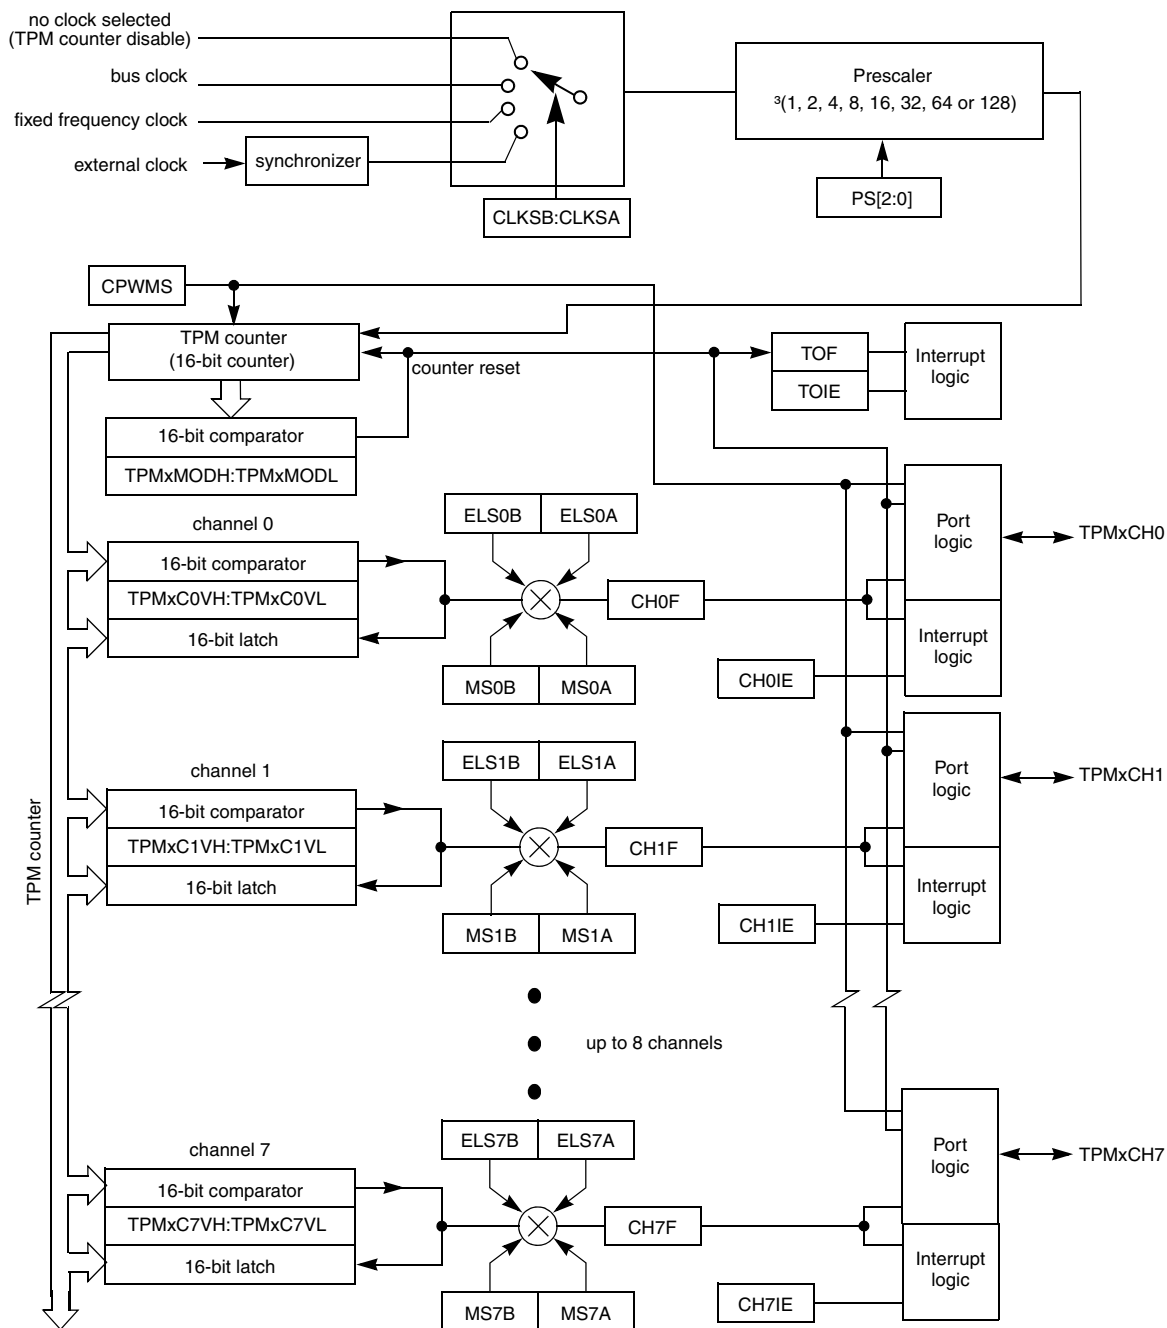 no clock selected
(TPM counter disable)
bus clock
fixed frequency clock
external clock
synchronizer
CLKSB:CLKSA
Prescaler
³(1, 2, 4, 8, 16, 32, 64 or 128)
PS[2:0]
CPWMS
TPM counter
(16-bit counter)
counter reset
TOF
TOIE
Interrupt
logic
16-bit comparator
TPMxMODH:TPMxMODL
channel 0
16-bit comparator
TPMxC0VH:TPMxC0VL
16-bit latch
ELS0B
ELS0A
MS0B
MS0A
CH0F
CH0IE
Port
logic
Interrupt
logic
TPMxCH0
TPM counter
channel 1
16-bit comparator
TPMxC1VH:TPMxC1VL
16-bit latch
ELS1B
ELS1A
MS1B
MS1A
CH1F
CH1IE
Port
logic
Interrupt
logic
TPMxCH1
up to 8 channels
channel 7
16-bit comparator
TPMxC7VH:TPMxC7VL
16-bit latch
ELS7B
ELS7A
MS7B
MS7A
CH7F
CH7IE
Port
logic
Interrupt
logic
TPMxCH7